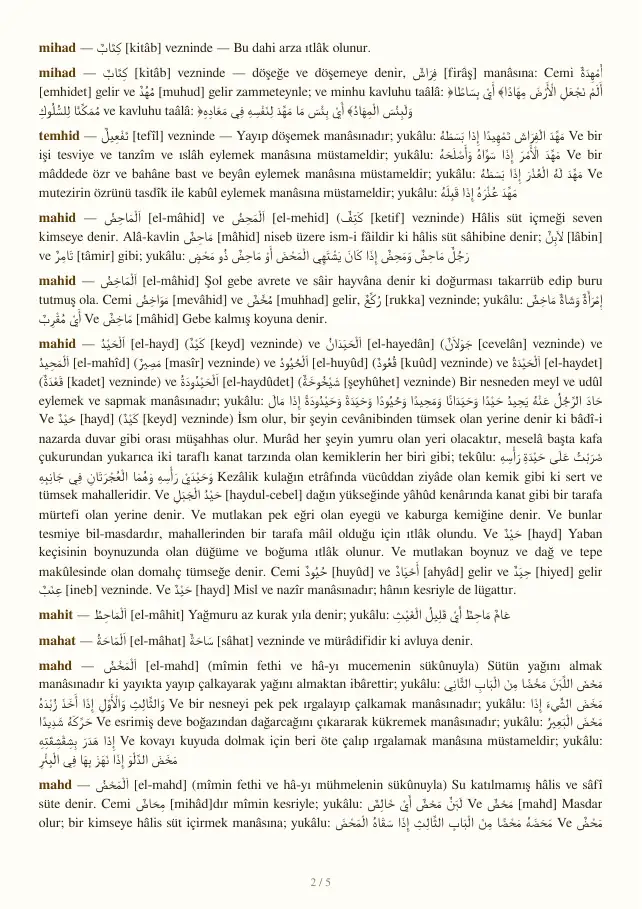 mihad — كِتَابٌ [kitâb] vezninde — Bu dahi arza ıtlâk olunur.
mihad — كِتَابٌ [kitâb] vezninde — döşeğe ve döşemeye denir, فِرَاشٌ [firâş] manâsına: Cemi أَمْهِدَةٌ
[emhidet] gelir ve مُهُدٌ [muhud] gelir zammeteynle; ve minhu kavluhu taâlâ: ﴿أَلَمْ نَجْعَلِ الْأَرْضَ مِهَادًا﴾ أَيْ بِسَاطًا
مُمَكَّنًا لِلسُّلُوكِ ve kavluhu taâlâ: ﴿وَلَبِئْسَ الْمِهَادُ﴾ أَيْ بِئْسَ مَا مَهَّدَ لِنَفْسِهِ فِي مَعَادِهِ
temhid — تَفْعِيلٌ [tefîl] vezninde — Yayıp döşemek manâsınadır; yukâlu: مَهَّدَ الْفِرَاشَ تَمْهِيدًا إِذَا بَسَطَهُ Ve bir
işi tesviye ve tanzîm ve ıslâh eylemek manâsına müstameldir; yukâlu: مَهَّدَ الْأَمْرَ إِذَا سَوَّاهُ وَأَصْلَحَهُ Ve bir
mâddede özr ve bahâne bast ve beyân eylemek manâsına müstameldir; yukâlu: مَهَّدَ لَهُ الْعُذْرَ إِذَا بَسَطَهُ Ve
mutezirin özrünü tasdîk ile kabûl eylemek manâsına müstameldir; yukâlu: مَهَّدَ عُذْرَهُ إِذَا قَبِلَهُ
mahid — اَلْمَاحِضُ [el-mâhid] ve اَلْمَحِضُ [el-mehid] (كَتِفٌ [ketif] vezninde) Hâlis süt içmeği seven
kimseye denir. Alâ-kavlin مَاحِضٌ [mâhid] niseb üzere ism-i fâildir ki hâlis süt sâhibine denir; لَابِنٌ [lâbin]
ve تَامِرٌ [tâmir] gibi; yukâlu: رَجُلٌ مَاحِضٌ وَمَحِضٌ إِذَا كَانَ يَشْتَهِي الْمَحْضَ أَوْ مَاحِضٌ ذُو مَحْضٍ
mahid — اَلْمَاخِضُ [el-mâhid] Şol gebe avrete ve sâir hayvâna denir ki doğurması takarrüb edip buru
tutmuş ola. Cemi مَوَاخِضُ [mevâhid] ve مُخَّضٌ [muhhad] gelir, رُكَّعٌ [rukka] vezninde; yukâlu: إِمْرَأَةٌ وَشَاةٌ مَاخِضٌ
أَيْ مُقْرِبٌ Ve مَاخِضٌ [mâhid] Gebe kalmış koyuna denir.
mahid — اَلْحَيْدُ [el-hayd] (كَيْدٌ [keyd] vezninde) ve اَلْحَيَدَانُ [el-hayedân] (جَوَلَانٌ [cevelân] vezninde) ve
اَلْمَحِيدُ [el-mahîd] (مَصِيرٌ [masîr] vezninde) ve اَلْحُيُودُ [el-huyûd] (قُعُودٌ [kuûd] vezninde) ve اَلْحَيْدَةُ [el-haydet]
(قَعْدَةٌ [kadet] vezninde) ve اَلْحَيْدُودَةُ [el-haydûdet] (شَيْخُوخَةٌ [şeyhûhet] vezninde) Bir nesneden meyl ve udûl
eylemek ve sapmak manâsınadır; yukâlu: حَادَ الرَّجُلُ عَنْهُ يَحِيدُ حَيْدًا وَحَيَدَانًا وَمَحِيدًا وَحُيُودًا وَحَيْدَةً وَحَيْدُودَةً إِذَا مَالَ
Ve حَيْدٌ [hayd] (كَيْدٌ [keyd] vezninde) İsm olur, bir şeyin cevânibinden tümsek olan yerine denir ki bâdî-i
nazarda duvar gibi orası müşahhas olur. Murâd her şeyin yumru olan yeri olacaktır, meselâ başta kafa
çukurundan yukarıca iki taraflı kanat tarzında olan kemiklerin her biri gibi; tekûlu: ضَرَبْتُ عَلَى حَيْدَةِ رَأْسِهِ
وَحَيْدَيْ رَأْسِهِ وَهُمَا الْعُجْرَتَانِ فِي جَانِبِهِ Kezâlik kulağın etrâfında vücûddan ziyâde olan kemik gibi ki sert ve
tümsek mahalleridir. Ve حَيْدُ الْجَبَلِ [haydul-cebel] dağın yükseğinde yâhûd kenârında kanat gibi bir tarafa
mürtefi olan yerine denir. Ve mutlakan pek eğri olan eyegü ve kaburga kemiğine denir. Ve bunlar
tesmiye bil-masdardır, mahallerinden bir tarafa mâil olduğu için ıtlâk olundu. Ve حَيْدٌ [hayd] Yaban
keçisinin boynuzunda olan düğüme ve boğuma ıtlâk olunur. Ve mutlakan boynuz ve dağ ve tepe
makûlesinde olan domalıç tümseğe denir. Cemi حُيُودٌ [huyûd] ve أَحْيَادٌ [ahyâd] gelir ve حِيَدٌ [hiyed] gelir
عِنَبٌ [ineb] vezninde. Ve حَيْدٌ [hayd] Misl ve nazîr manâsınadır; hânın kesriyle de lügattır.
mahit — اَلْمَاحِطُ [el-mâhit] Yağmuru az kurak yıla denir; yukâlu: عَامٌ مَاحِطٌ أَيْ قَلِيلُ الْغَيْثِ
mahat — اَلْمَاحَةُ [el-mâhat] سَاحَةٌ [sâhat] vezninde ve mürâdifidir ki avluya denir.
mahd — اَلْمَخْضُ [el-mahd] (mîmin fethi ve hâ-yı mucemenin sükûnuyla) Sütün yağını almak
manâsınadır ki yayıkta yayıp çalkayarak yağını almaktan ibârettir; yukâlu: مَخَضَ اللَّبَنَ مَخْضًا مِنَ الْبَابِ الثَّانِي
وَالثَّالِثِ وَالْأَوَّلِ إِذَا أَخَذَ زُبْدَهُ Ve bir nesneyi pek pek ırgalayıp çalkamak manâsınadır; yukâlu: مَخَضَ الشَّيْءَ إِذَا
حَرَّكَهُ شَدِيدًا Ve esrimiş deve boğazından dağarcağını çıkararak kükremek manâsınadır; yukâlu: مَخَضَ الْبَعِيرُ
إِذَا هَدَرَ بِشِقْشِقَتِهِ Ve kovayı kuyuda dolmak için beri öte çalıp ırgalamak manâsına müstameldir; yukâlu:
مَخَضَ الدَّلْوَ إِذَا نَهَزَ بِهَا فِي الْبِئْرِ
mahd — اَلْمَحْضُ [el-mahd] (mîmin fethi ve hâ-yı mühmelenin sükûnuyla) Su katılmamış hâlis ve sâfî
süte denir. Cemi مِحَاضٌ [mihâd]dır mîmin kesriyle; yukâlu: لَبَنٌ مَحْضٌ أَيْ خَالِصٌ Ve مَحْضٌ [mahd] Masdar
olur; bir kimseye hâlis süt içirmek manâsına; yukâlu: مَحَضَهُ مَحْضًا مِنَ الْبَابِ الثَّالِثِ إِذَا سَقَاهُ الْمَحْضَ Ve مَحْضٌ
2 / 5